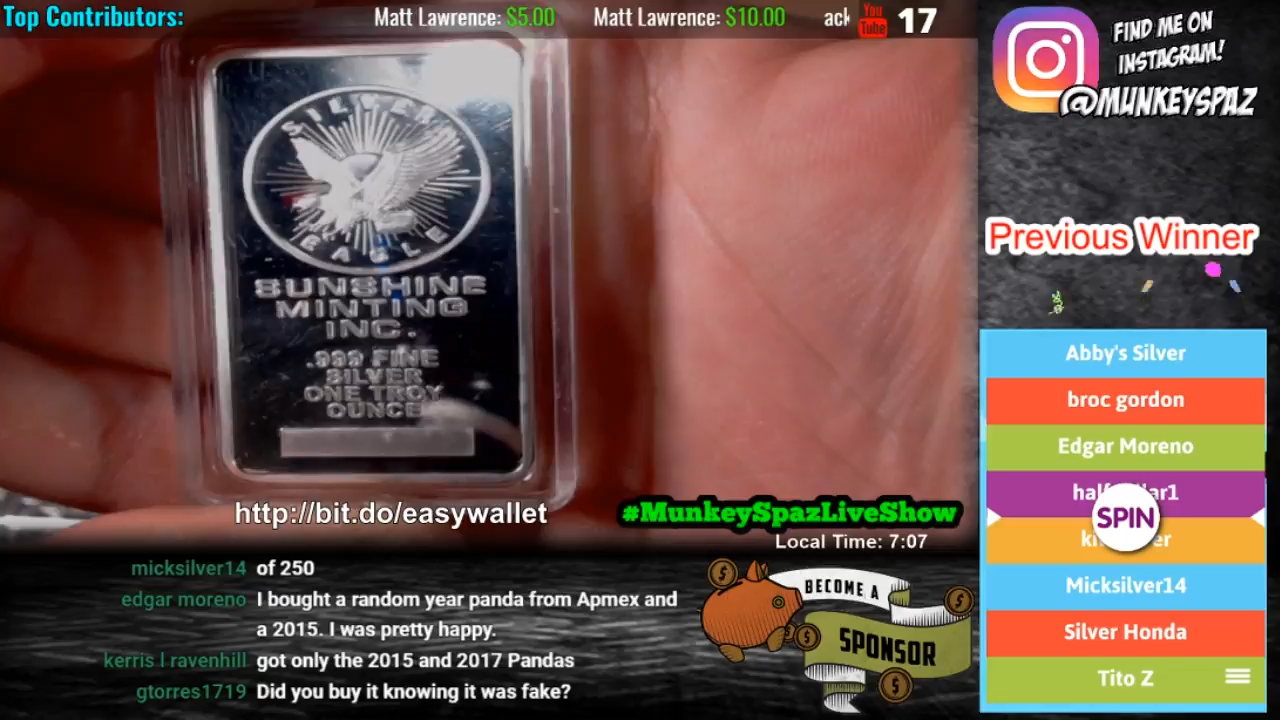 Top Contributors:
Matt Lawrence: $5.00
Matt Lawrence: $10.00
ack
You Tube
17
FIND ME ON
INSTAGRAM!
@MUNKEYSPAZ
SILVER
EAGLE
SUNSHINE
MINTING
INC.
.999 FINE
SILVER
ONE TROY
OUNCE
Previous Winner
Abby's Silver
broc gordon
Edgar Moreno
SPIN
Micksilver14
Silver Honda
Tito Z
http://bit.do/easywallet
#MunkeySpazLiveShow
Local Time: 7:07
micksilver14 of 250
edgar moreno I bought a random year panda from Apmex and
a 2015. I was pretty happy.
kerris l ravenhill got only the 2015 and 2017 Pandas
gtorres1719 Did you buy it knowing it was fake?
BECOME A
SPONSOR